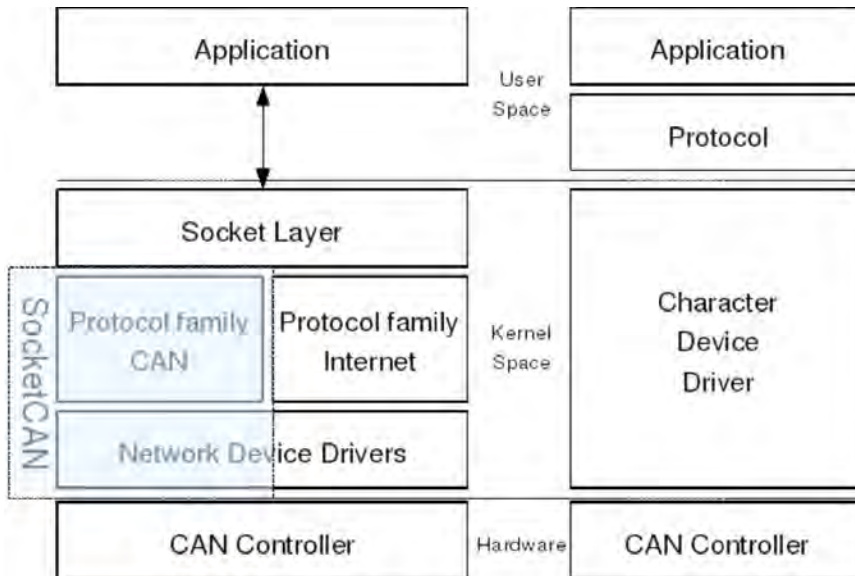 Application
Application
User
Space
Protocol
Socket Layer
SocketCAN
Protocol family
CAN
Protocol family
Internet
Kernel
Space
Character
Device
Driver
Network Device Drivers
CAN Controller
Hardware
CAN Controller